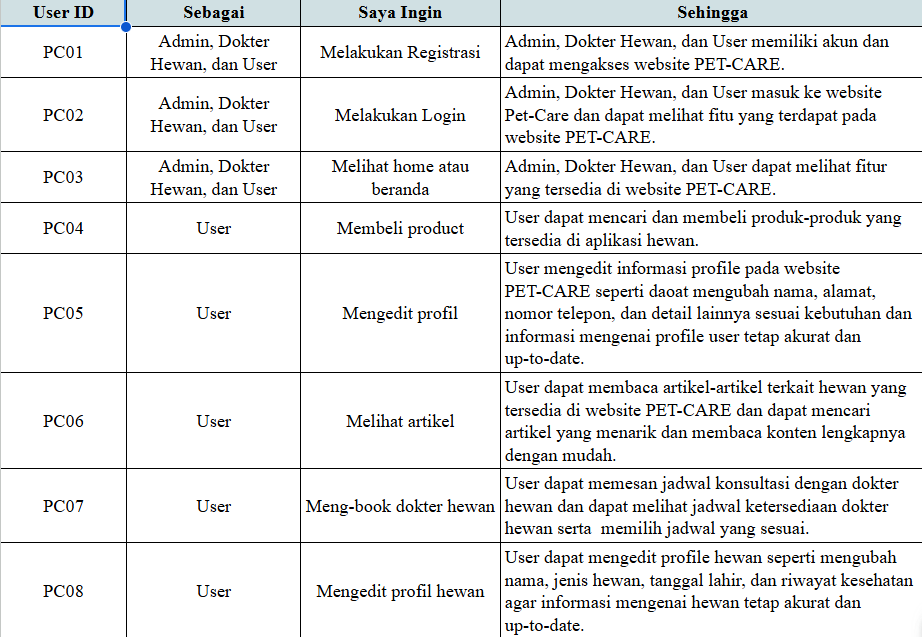 User ID Sebagai Saya Ingin Sehingga
PC01
Admin, Dokter
Hewan, dan User
Melakukan Registrasi
Admin, Dokter Hewan, dan User memiliki akun dan
dapat mengakses website PET-CARE.
PC02
Admin, Dokter
Hewan, dan User
Melakukan Login
Admin, Dokter Hewan, dan User masuk ke website
Pet-Care dan dapat melihat fitu yang terdapat pada
website PET-CARE.
PC03
Admin, Dokter
Hewan, dan User
Melihat home atau
beranda
Admin, Dokter Hewan, dan User dapat melihat fitur
yang tersedia di website PET-CARE.
PC04
User
Membeli product
User dapat mencari dan membeli produk-produk yang
tersedia di aplikasi hewan.
PC05
User
Mengedit profil
User mengedit informasi profile pada website
PET-CARE seperti daoat mengubah nama, alamat,
nomor telepon, dan detail lainnya sesuai kebutuhan dan
informasi mengenai profile user tetap akurat dan
up-to-date.
PC06
User
Melihat artikel
User dapat membaca artikel-artikel terkait hewan yang
tersedia di website PET-CARE dan dapat mencari
artikel yang menarik dan membaca konten lengkapnya
dengan mudah.
PC07
User
Meng-book dokter hewan
User dapat memesan jadwal konsultasi dengan dokter
hewan dan dapat melihat jadwal ketersediaan dokter
hewan serta  memilih jadwal yang sesuai.
PC08
User
Mengedit profil hewan
User dapat mengedit profile hewan seperti mengubah
nama, jenis hewan, tanggal lahir, dan riwayat kesehatan
agar informasi mengenai hewan tetap akurat dan
up-to-date.